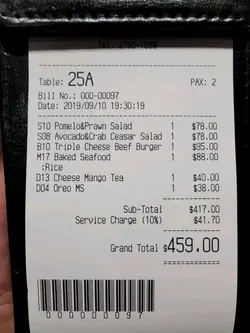 Tel: 2793-1668
Table: 25A PAX: 2
Bill No.: 000-00097
Date: 2019/09/10 19:30:19
S10 Pomelo&Prawn Salad 1 $78.00
S08 Avocado&Crab Ceasar Salad 1 $78.00
B10 Triple Cheese Beef Burger 1 $95.00
M17 Baked Seafood 1 $88.00
:Rice
D13 Cheese Mango Tea 1 $40.00
D04 Oreo MS 1 $38.00
Sub-Total $417.00
Service Charge (10%) $41.70
Grand Total $459.00
000000097